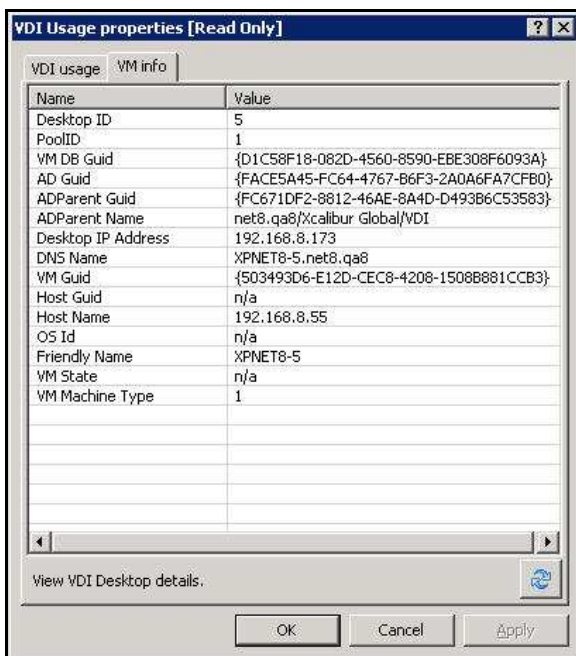 VDI Usage properties [Read Only]
VDI usage VM info
Name Value
Desktop ID 5
PoolID 1
VM DB Guid {D1C58F18-082D-4560-8590-EBE308F6093A}
AD Guid {FACE5A45-FC64-4767-B6F3-2A0A6FA7CFB0}
ADParent Guid {FC671DF2-8812-46AE-8A4D-D493B6C53583}
ADParent Name net8.qa8/Xcalibur Global/VDI
Desktop IP Address 192.168.8.173
DNS Name XPNET8-5.net8.qa8
VM Guid {503493D6-E12D-CEC8-4208-1508B881CCB3}
Host Guid n/a
Host Name 192.168.8.55
OS Id n/a
Friendly Name XPNET8-5
VM State n/a
VM Machine Type 1
View VDI Desktop details.
OK Cancel Apply